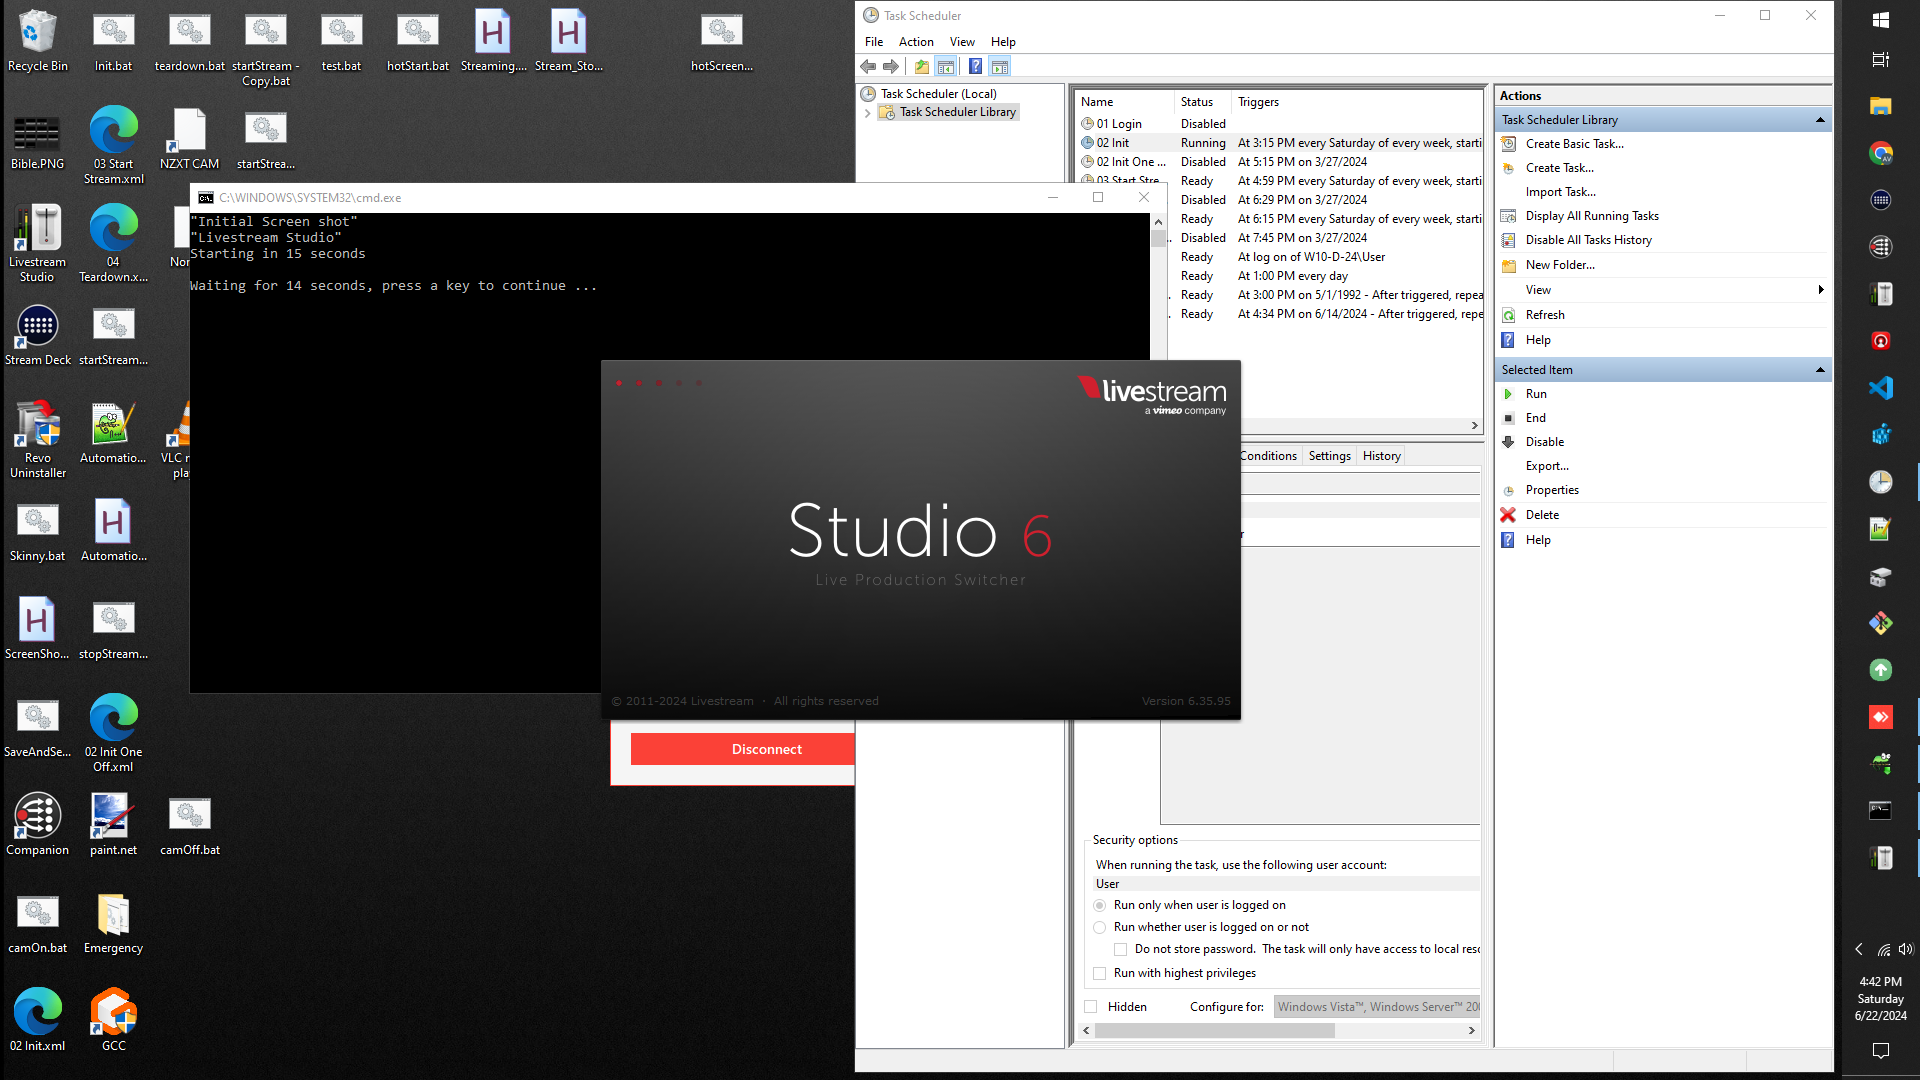 Recycle Bin
Init.bat
teardown.bat
startStream - Copy.bat
test.bat
hotStart.bat
Streaming....
Stream_Sto...
hotScreen...
Bible.PNG
03 Start Stream.xml
NZXT CAM
startStrea...
Livestream Studio
04 Teardown.x...
Stream Deck
startStream...
Revo Uninstaller
Automatio...
Skinny.bat
Automatio...
ScreenSho...
stopStream...
SaveAndSe...
02 Init One Off.xml
Companion
paint.net
camOff.bat
camOn.bat
Emergency
02 Init.xml
GCC
C:\WINDOWS\SYSTEM32\cmd.exe
"Initial Screen shot"
"Livestream Studio"
Starting in 15 seconds
Waiting for 14 seconds, press a key to continue ...
livestream
a vimeo company
Studio 6
Live Production Switcher
© 2011-2024 Livestream · All rights reserved
Version 6.35.95
Disconnect
Task Scheduler
File Action View Help
Task Scheduler (Local)
Task Scheduler Library
Name Status Triggers
01 Login Disabled
02 Init Running At 3:15 PM every Saturday of every week, starti
02 Init One ... Disabled At 5:15 PM on 3/27/2024
03 Start Stre... Ready At 4:59 PM every Saturday of every week, starti
Disabled At 6:29 PM on 3/27/2024
Ready At 6:15 PM every Saturday of every week, starti
Disabled At 7:45 PM on 3/27/2024
Ready At log on of W10-D-24\User
Ready At 1:00 PM every day
Ready At 3:00 PM on 5/1/1992 - After triggered, repea
Ready At 4:34 PM on 6/14/2024 - After triggered, repe
Conditions Settings History
Security options
When running the task, use the following user account:
User
Run only when user is logged on
Run whether user is logged on or not
Do not store password. The task will only have access to local reso
Run with highest privileges
Hidden Configure for: Windows Vista™, Windows Server™ 200
Actions
Task Scheduler Library
Create Basic Task...
Create Task...
Import Task...
Display All Running Tasks
Disable All Tasks History
New Folder...
View
Refresh
Help
Selected Item
Run
End
Disable
Export...
Properties
Delete
Help
4:42 PM
Saturday
6/22/2024